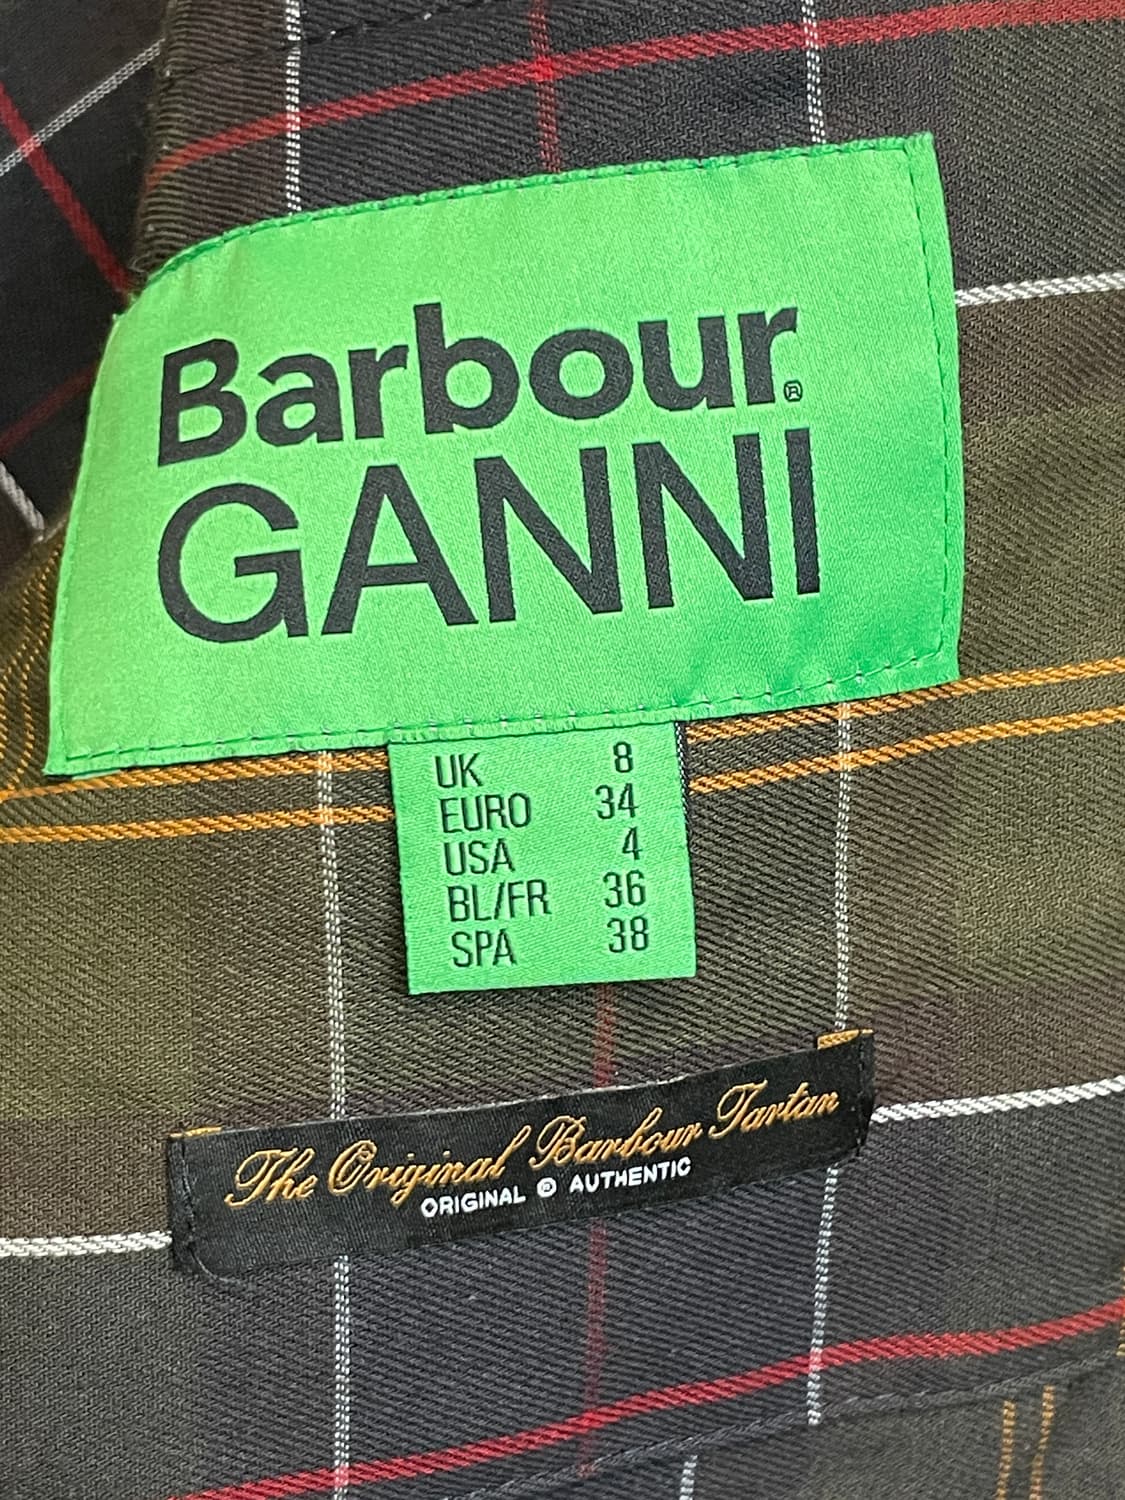 Barbour®
GANNI
UK 8
EURO 34
USA 4
BL/FR 36
SPA 38
The Original Barbour Tartan
ORIGINAL ® AUTHENTIC